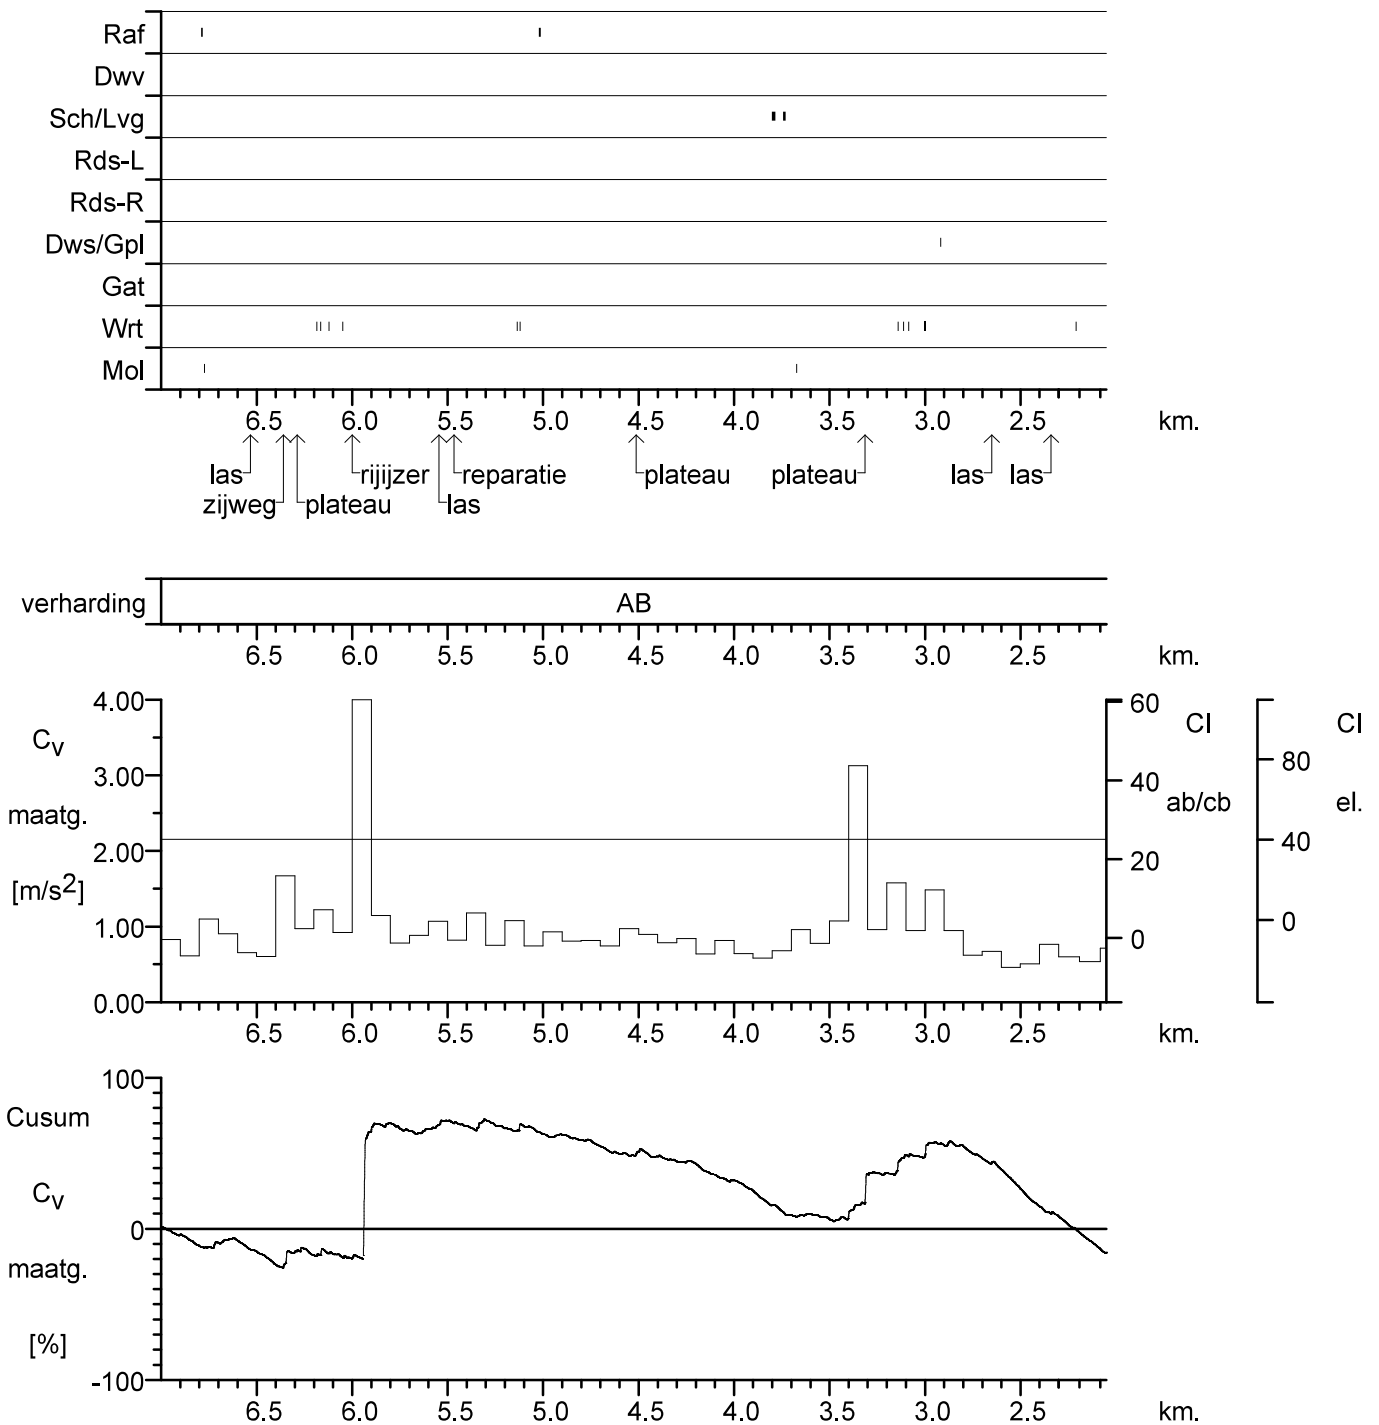 Raf
Dwv
Sch/Lvg
Rds-L
Rds-R
Dws/Gpl
Gat
Wrt
Mol
6.5 6.0 5.5 5.0 4.5 4.0 3.5 3.0 2.5 km.
las rijijzer reparatie plateau plateau las las
zijweg plateau las
verharding AB
6.5 6.0 5.5 5.0 4.5 4.0 3.5 3.0 2.5 km.
4.00 60 CI CI
Cv
3.00 40 80
maatg. ab/cb el.
2.00 20 40
[m/s2]
1.00 0 0
0.00
6.5 6.0 5.5 5.0 4.5 4.0 3.5 3.0 2.5 km.
100
Cusum
Cv
0
maatg.
[%]
-100
6.5 6.0 5.5 5.0 4.5 4.0 3.5 3.0 2.5 km.